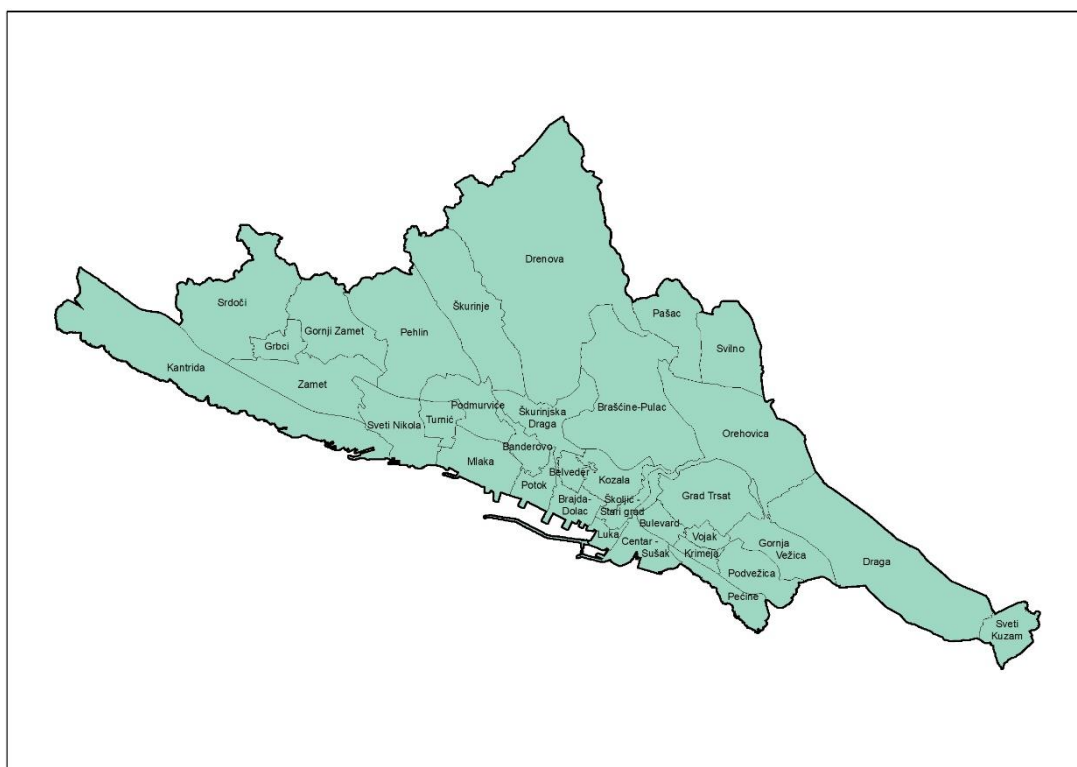 Drenova
Škurinje
Srdoči
Pašac
Gornji Zamet
Pehlin
Grbci
Svilno
Kantrida
Zamet
Podmurvice
Škurinjska
Draga
Brašćine-Pulac
Turnić
Sveti Nikola
Orehovica
Banderovo
Mlaka
Belveder
Kozala
Potok
Grad Trsat
Brajda-
Dolac
Školjić -
Stari grad
Bulevard
Luka
Centar -
Sušak
Vojak
Krimeja
Gornja
Vežica
Podvežica
Draga
Pećine
Sveti
Kuzam